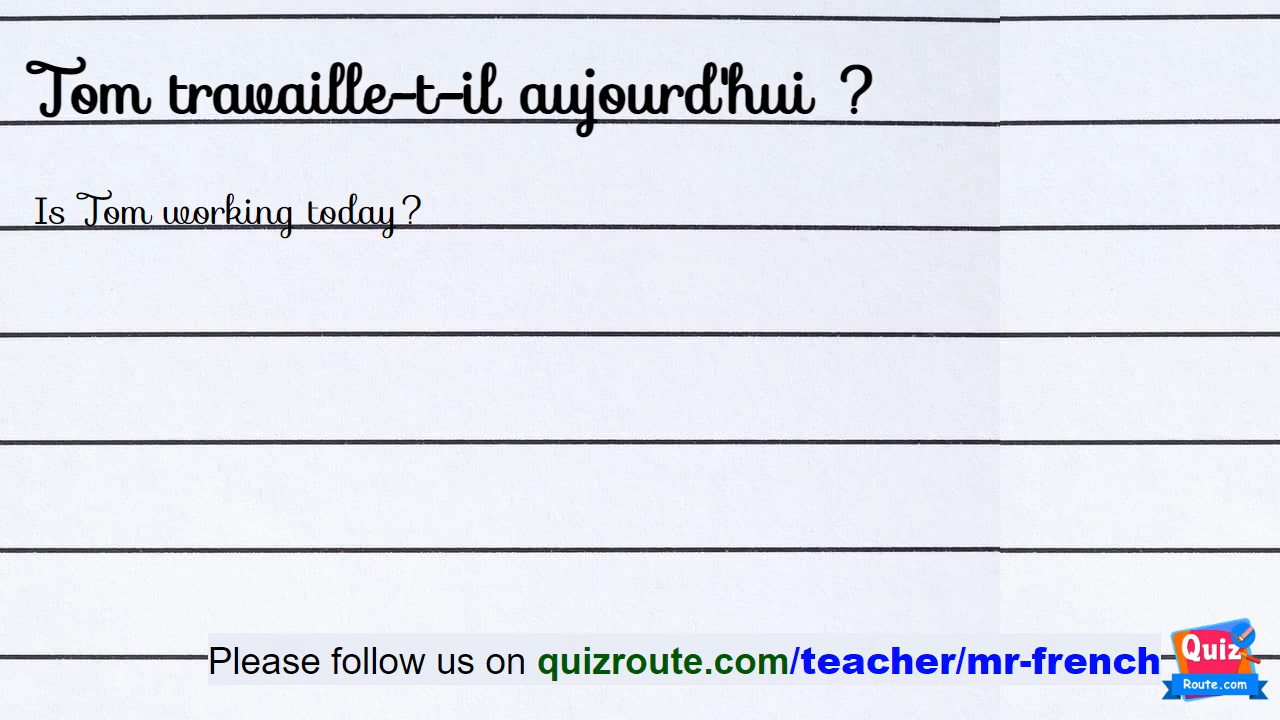 Tom travaille-t-il aujourd'hui ?
Is Tom working today?
Please follow us on quizroute.com/teacher/mr-french
Quiz
Route.com